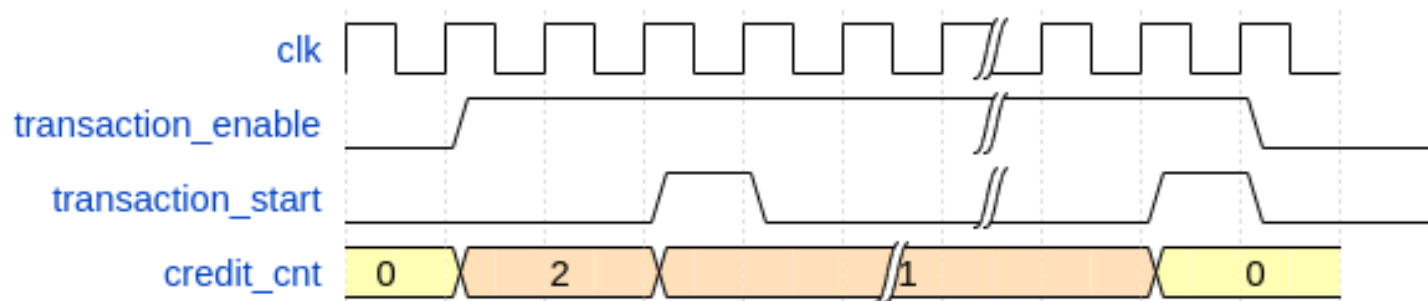 clk
transaction_enable
transaction_start
credit_cnt 0 2 1 0